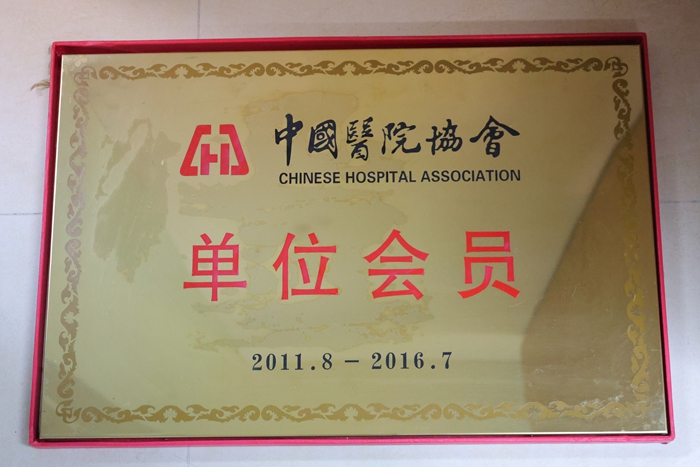 中國醫院協會
CHINESE HOSPITAL ASSOCIATION
单位会员
2011.8 - 2016.7